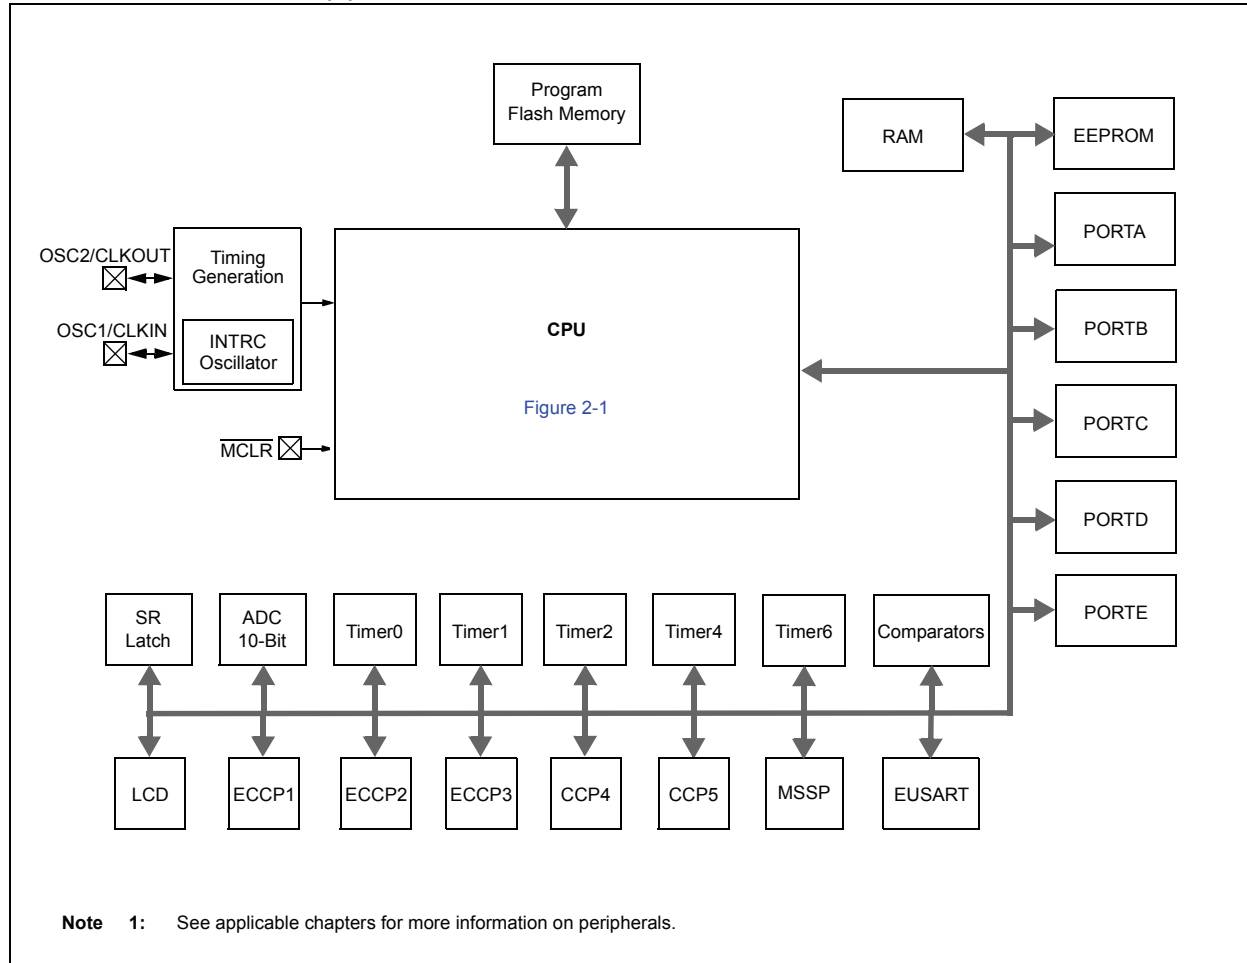 Program
Flash Memory
RAM
EEPROM
PORTA
OSC2/CLKOUT
Timing
Generation
OSC1/CLKIN
INTRC
Oscillator
CPU
PORTB
Figure 2-1
PORTC
MCLR
PORTD
SR
Latch
ADC
10-Bit
Timer0
Timer1
Timer2
Timer4
Timer6
Comparators
PORTE
LCD
ECCP1
ECCP2
ECCP3
CCP4
CCP5
MSSP
EUSART
Note 1: See applicable chapters for more information on peripherals.